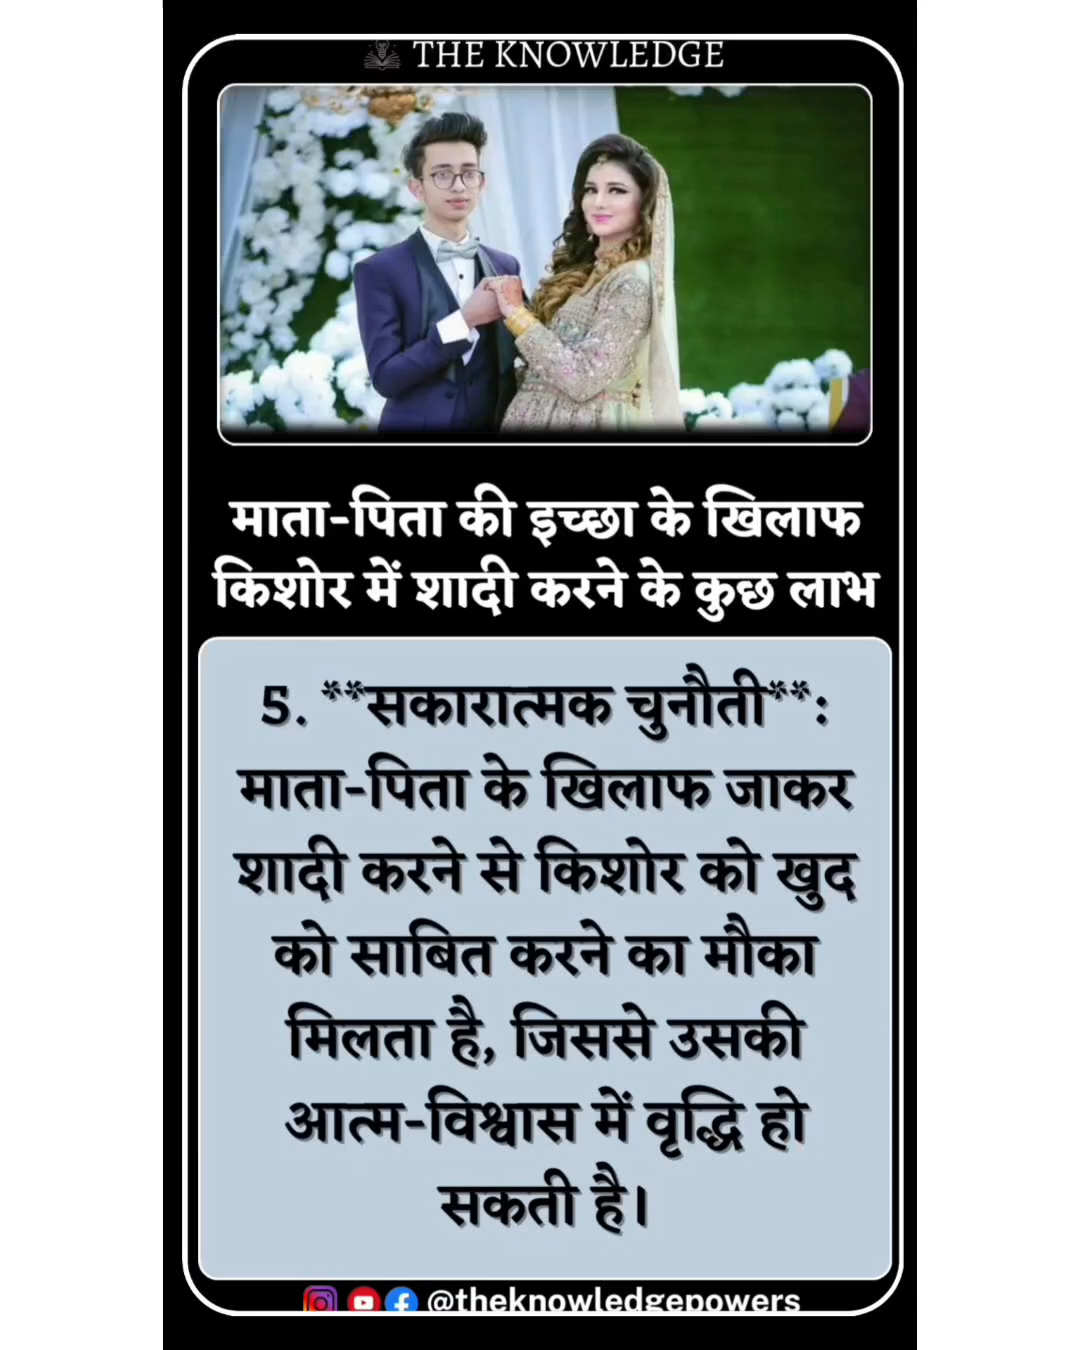 THE KNOWLEDGE
माता-पिता की इच्छा के खिलाफ
किशोर में शादी करने के कुछ लाभ
5. **सकारात्मक चुनौती**:
माता-पिता के खिलाफ जाकर
शादी करने से किशोर को खुद
को साबित करने का मौका
मिलता है, जिससे उसकी
आत्म-विश्वास में वृद्धि हो
सकती है।
@theknowledgepowers